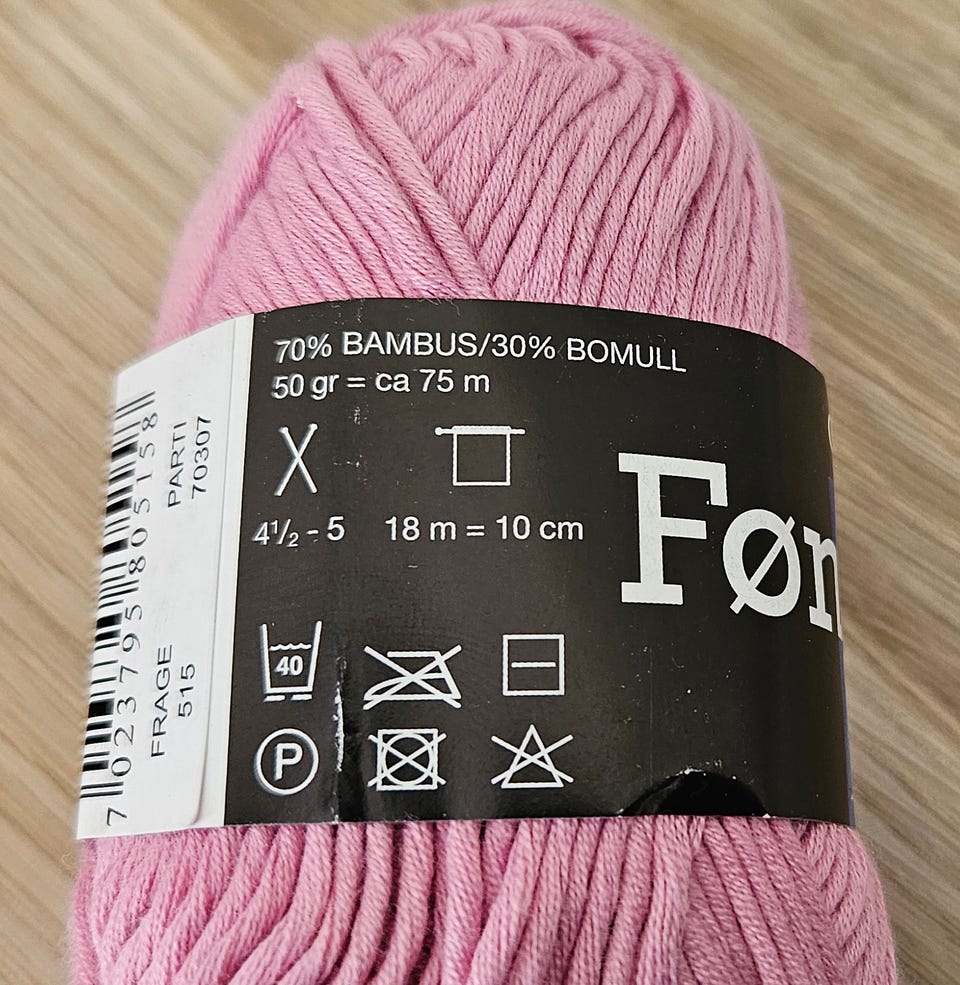 70% BAMBUS/30% BOMULL
50 gr = ca 75 m
4½ - 5
18 m = 10 cm
Føn
40
P
PARTI
70307
FRAGE
515
7 023795 805158